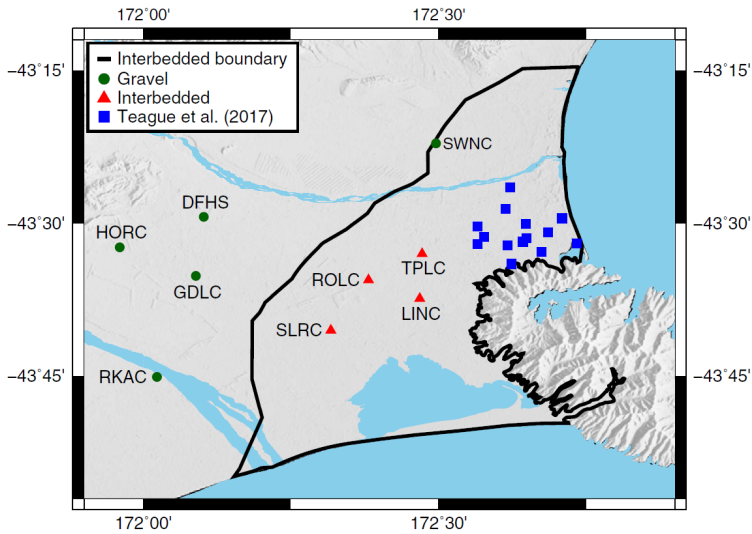 172°00' 172°30'
Interbedded boundary
Gravel
Interbedded
Teague et al. (2017)
−43°15' −43°15'
SWNC
DFHS
−43°30' −43°30'
HORC
TPLC
ROLC
GDLC
LINC
SLRC
−43°45' −43°45'
RKAC
172°00' 172°30'